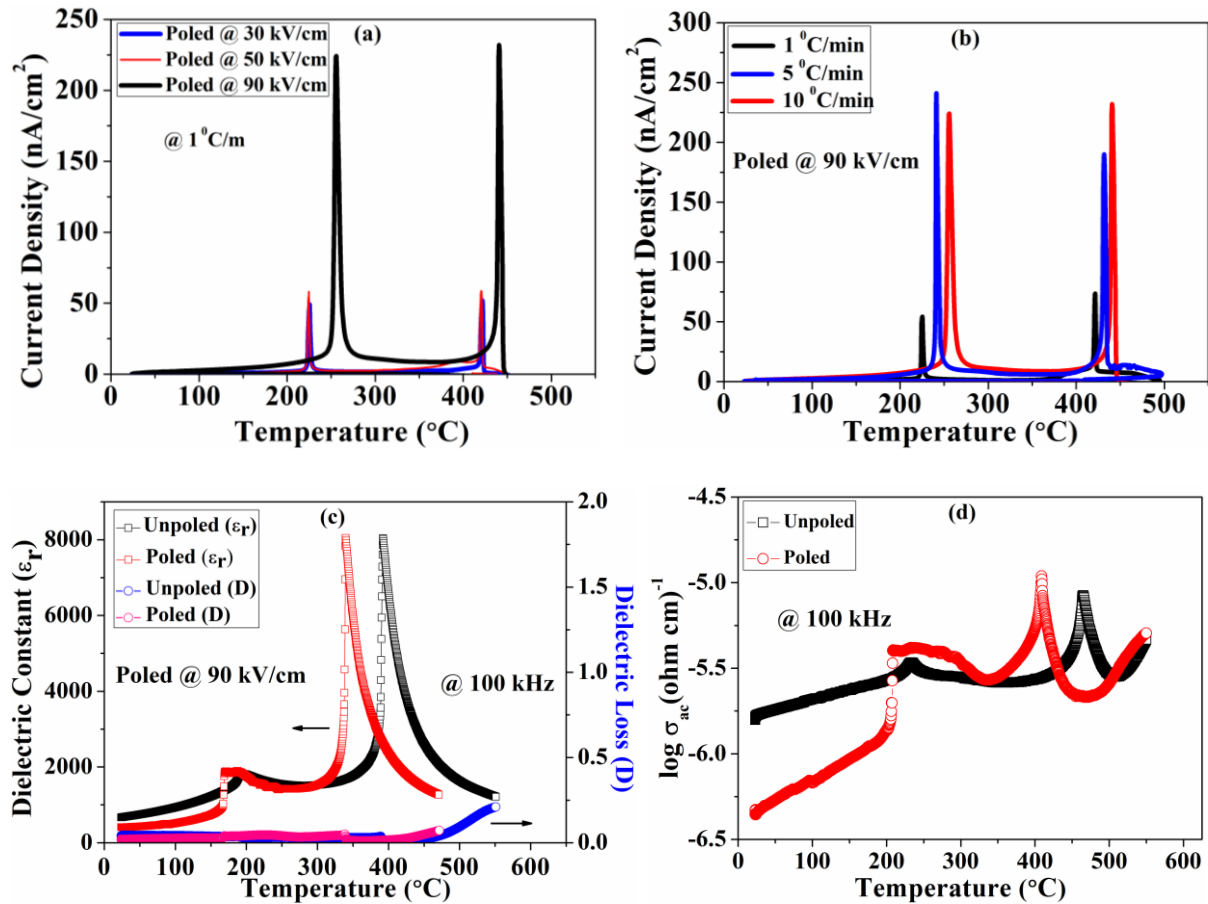 (a)
Poled @ 30 kV/cm
Poled @ 50 kV/cm
Poled @ 90 kV/cm
@ 1 ⁰C/m
Current Density (nA/cm²)
250
200
150
100
50
0
0 100 200 300 400 500
Temperature (°C)
(b)
1 ⁰C/min
5 ⁰C/min
10 ⁰C/min
Poled @ 90 kV/cm
Current Density (nA/cm²)
300
250
200
150
100
50
0
0 100 200 300 400 500
Temperature (°C)
(c)
Unpoled (εr)
Poled (εr)
Unpoled (D)
Poled (D)
Poled @ 90 kV/cm
@ 100 kHz
Dielectric Constant (εr)
8000
6000
4000
2000
0
Dielectric Loss (D)
2.0
1.5
1.0
0.5
0.0
0 100 200 300 400 500 600
Temperature (°C)
(d)
Unpoled
Poled
@ 100 kHz
log σac(ohm cm)⁻¹
-4.5
-5.0
-5.5
-6.0
-6.5
0 100 200 300 400 500 600
Temperature (°C)